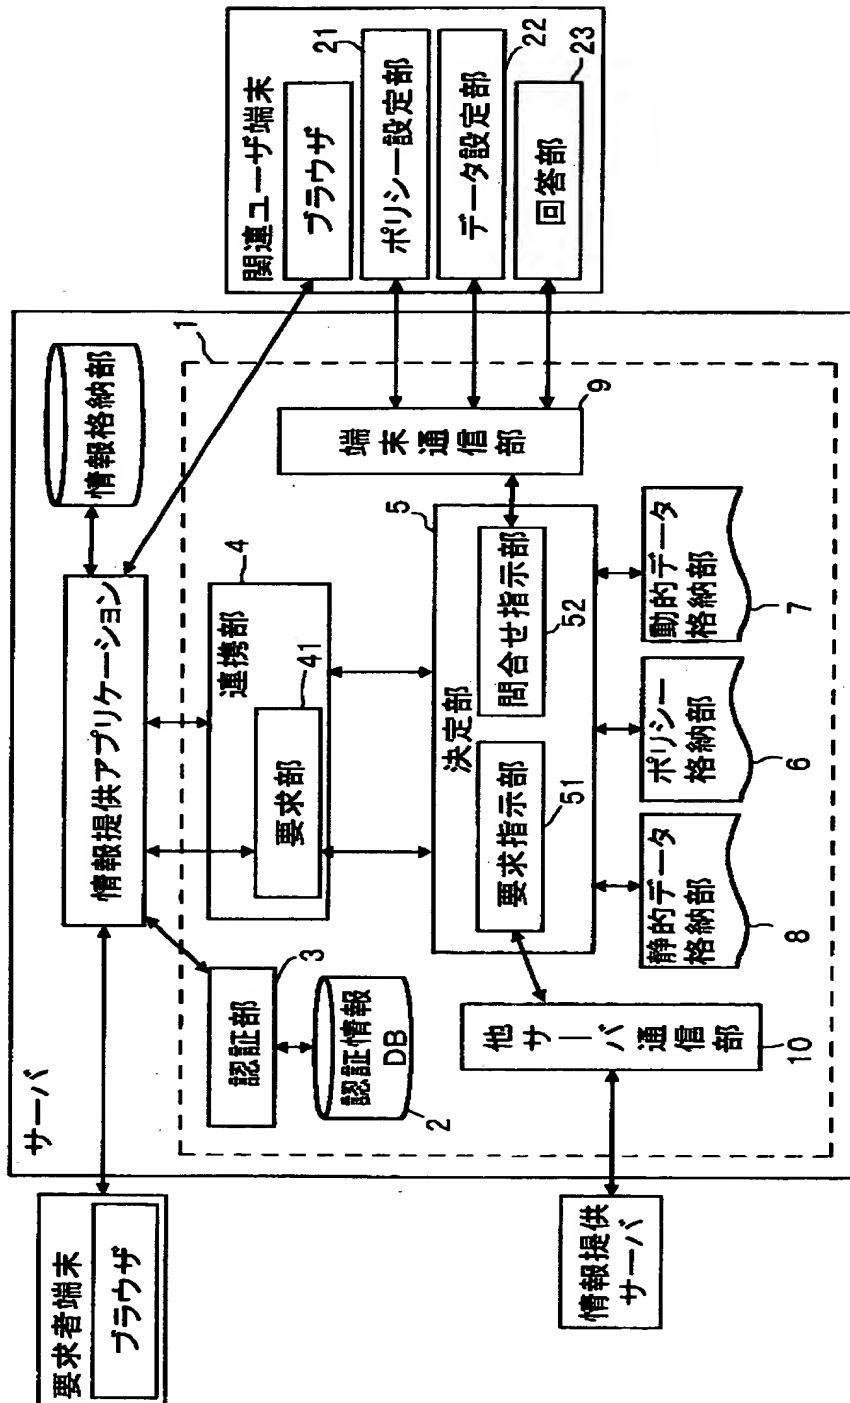 要求者端末
ブラウザ
サーバ
情報提供アプリケーション
情報格納部
1
認証部
3
認証情報
DB
2
連携部
4
要求部
41
決定部
5
要求指示部
51
問合せ指示部
52
端末通信部
9
他サーバ通信部
10
静的データ
格納部
8
ポリシー
格納部
6
動的データ
格納部
7
情報提供
サーバ
関連ユーザ端末
ブラウザ
ポリシー設定部
21
データ設定部
22
回答部
23